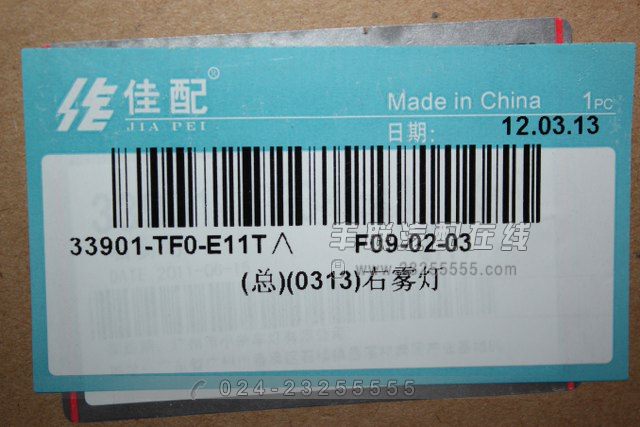 佳配®
JIA PEI
Made in China 1PC
日期: 12.03.13
33901-TF0-E11T∧ F09-02-03
丰联汽配在线
www.23255555.com
(总)(0313)右雾灯
024-23255555